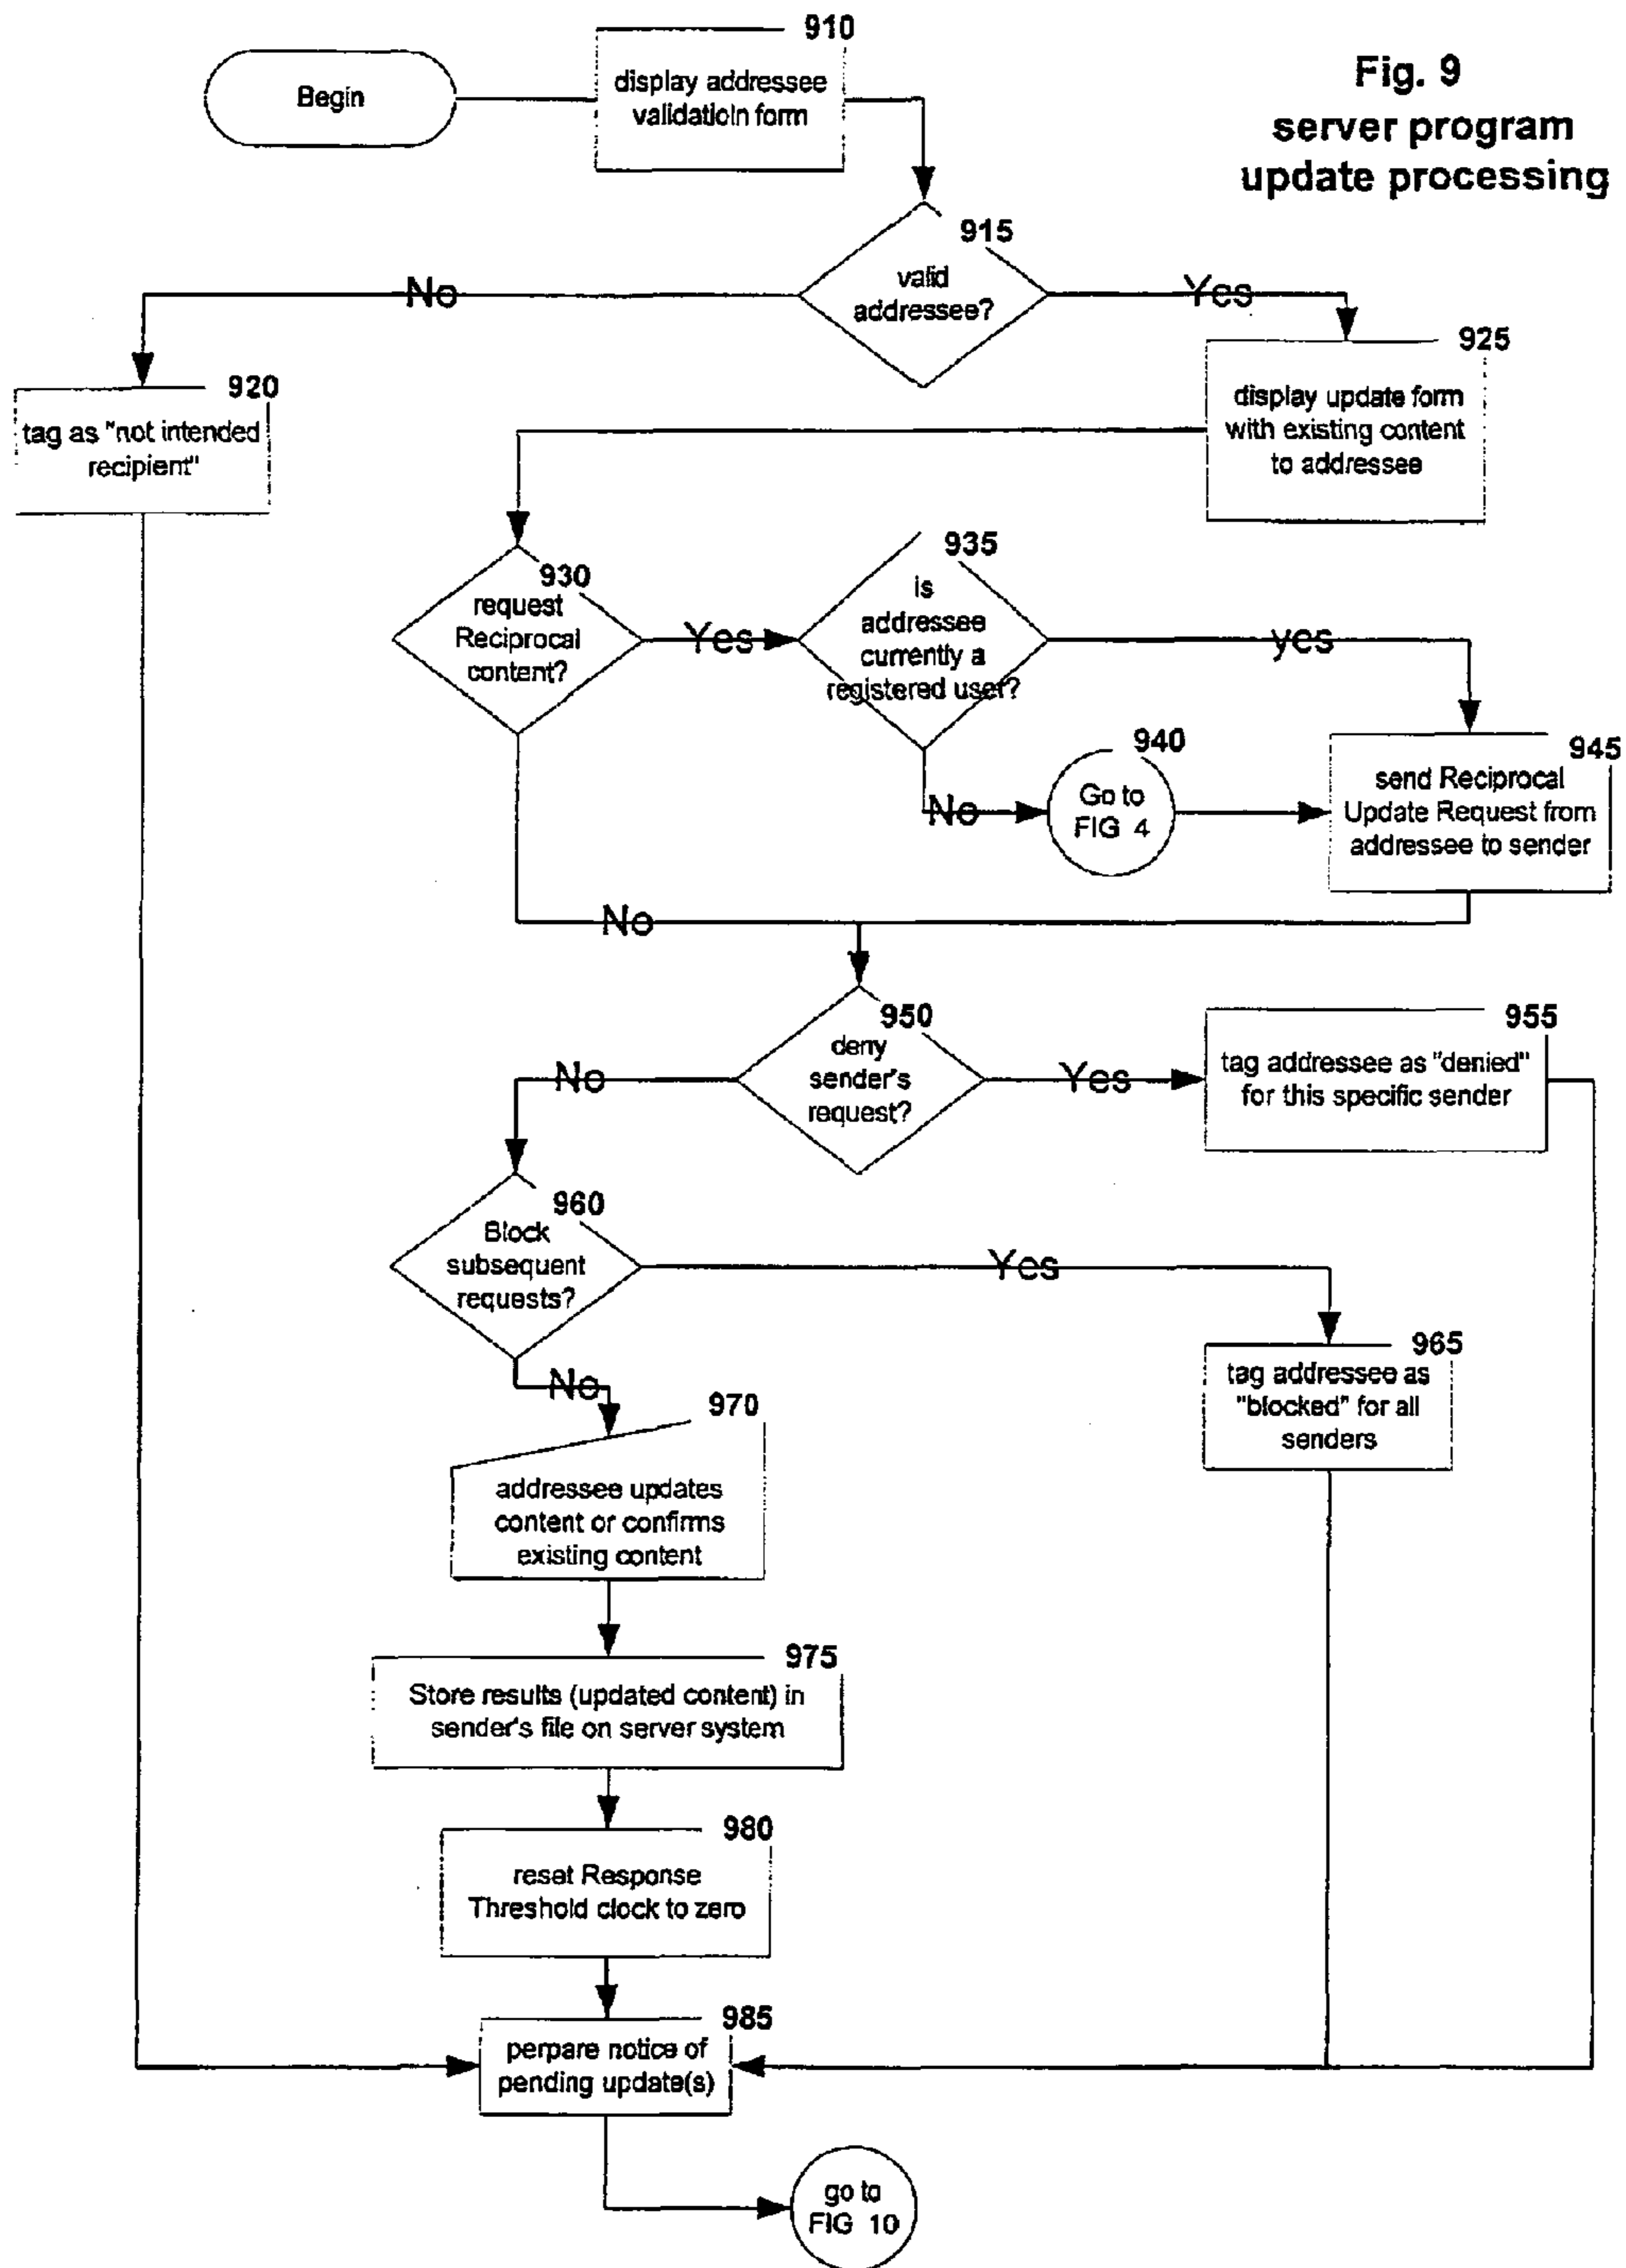 Fig. 9
server program
update processing
Begin
910
display addressee
validatioIn form
915
valid
addressee?
No
Yes
920
tag as "not intended
recipient"
925
display update form
with existing content
to addressee
930
request
Reciprocal
content?
Yes
935
is
addressee
currently a
registered user?
yes
No
940
Go to
FIG 4
945
send Reciprocal
Update Request from
addressee to sender
No
950
deny
sender's
request?
No
Yes
955
tag addressee as "denied"
for this specific sender
960
Block
subsequent
requests?
Yes
No
965
tag addressee as
"blocked" for all
senders
970
addressee updates
content or confirms
existing content
975
Store results (updated content) in
sender's file on server system
980
reset Response
Threshold clock to zero
985
perpare notice of
pending update(s)
go to
FIG 10